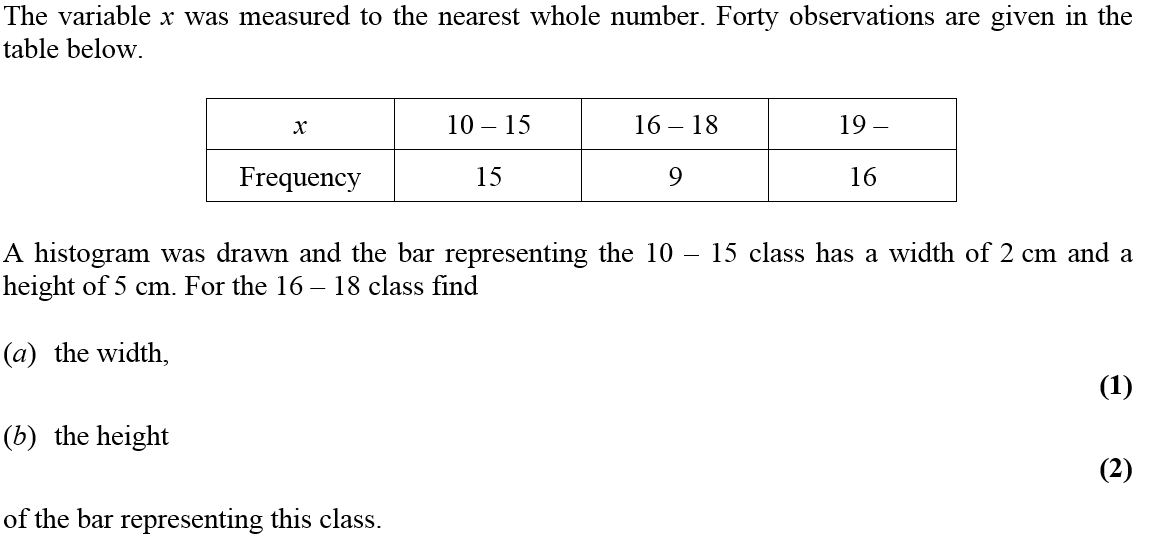 The variable x was measured to the nearest whole number. Forty observations are given in the
table below.
x 10 – 15 16 – 18 19 –
Frequency 15 9 16
A histogram was drawn and the bar representing the 10 – 15 class has a width of 2 cm and a
height of 5 cm. For the 16 – 18 class find
(a) the width,
(1)
(b) the height
(2)
of the bar representing this class.